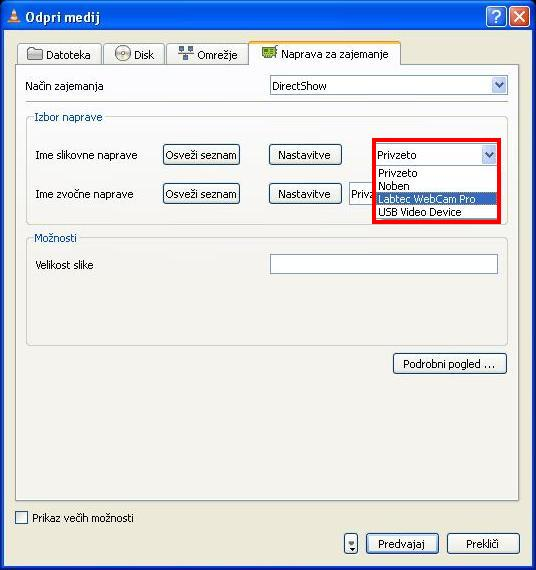 Odpri medij
Datoteka Disk Omrežje Naprava za zajemanje
Način zajemanja DirectShow
Izbor naprave
Ime slikovne naprave Osveži seznam Nastavitve Privzeto
Privzeto
Noben
Ime zvočne naprave Osveži seznam Nastavitve Labtec WebCam Pro
USB Video Device
Možnosti
Velikost slike
Podrobni pogled ...
Prikaz večih možnosti
Predvajaj Prekliči